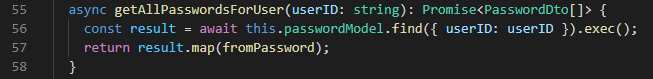 55 async getAllPasswordsForUser(userID: string): Promise<PasswordDto[]> {
56 const result = await this.passwordModel.find({ userID: userID }).exec();
57 return result.map(fromPassword);
58 }